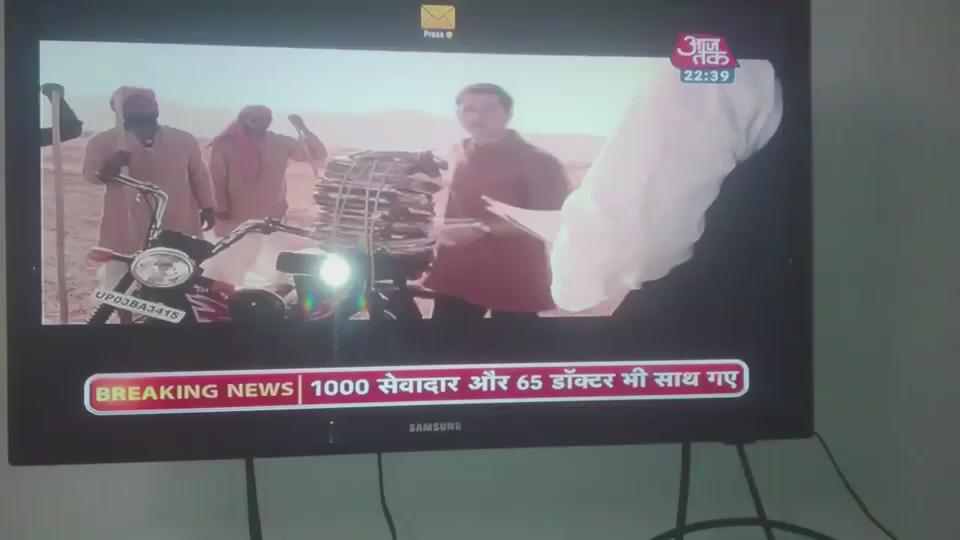 Press
आज
तक
22:39
UP03BA3415
BREAKING NEWS 1000 सेवादार और 65 डॉक्टर भी साथ गए
SAMSUNG